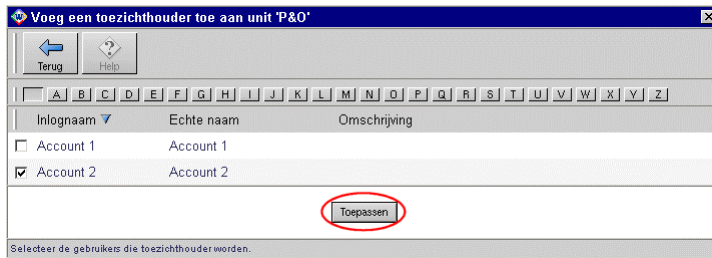 Voeg een toezichthouder toe aan unit 'P&O'
Terug Help
A B C D E F G H I J K L M N O P Q R S T U V W X Y Z
Inlognaam Echte naam Omschrijving
Account 1 Account 1
Account 2 Account 2
Toepassen
Selecteer de gebruikers die toezichthouder worden.